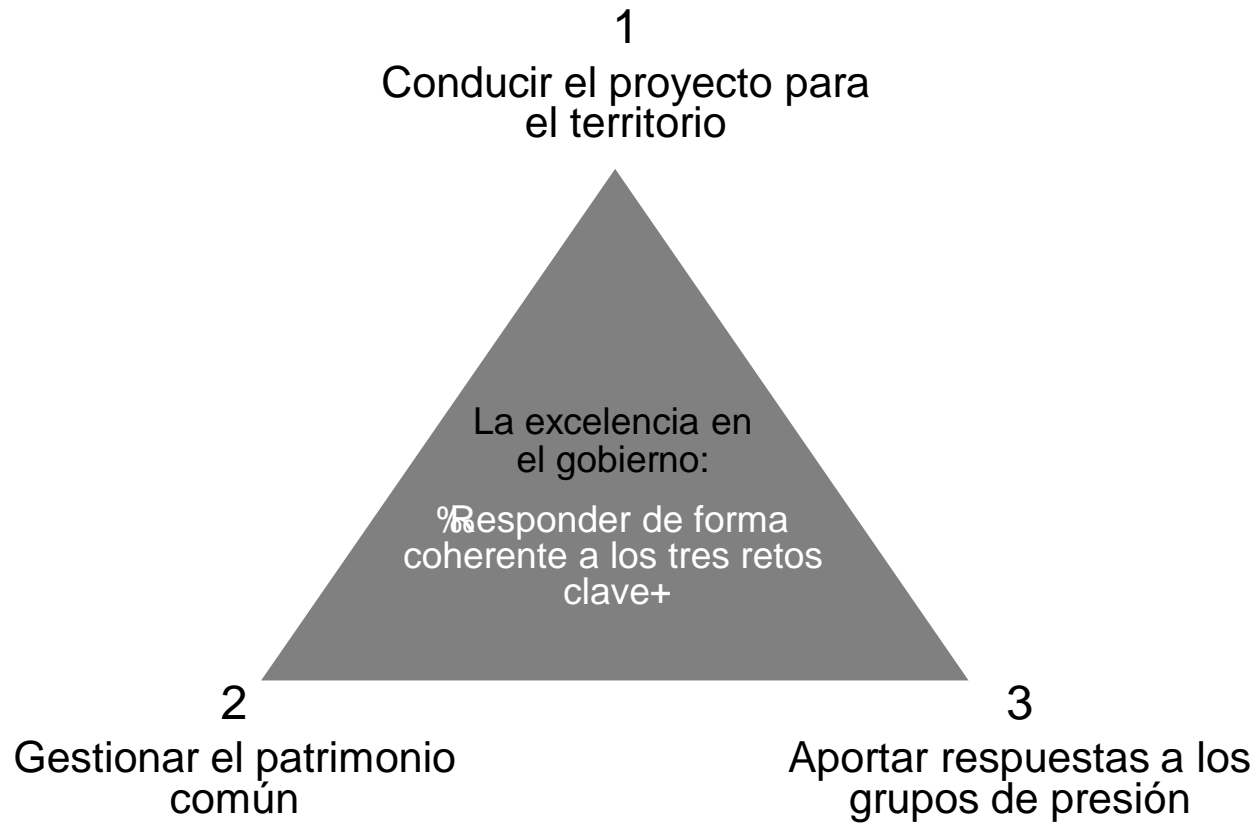 1
Conducir el proyecto para
el territorio
La excelencia en
el gobierno:
‰Responder de forma
coherente a los tres retos
clave+
2
Gestionar el patrimonio
común
3
Aportar respuestas a los
grupos de presión